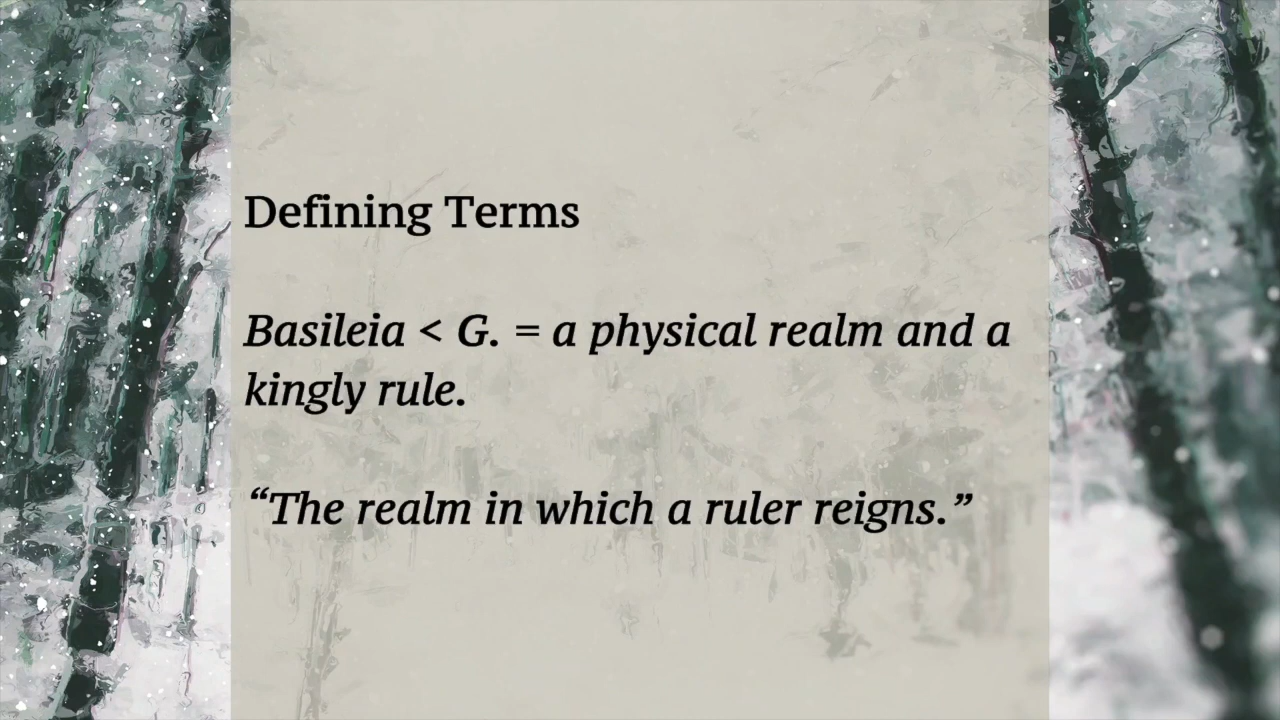 Defining Terms
Basileia < G. = a physical realm and a
kingly rule.
“The realm in which a ruler reigns.”